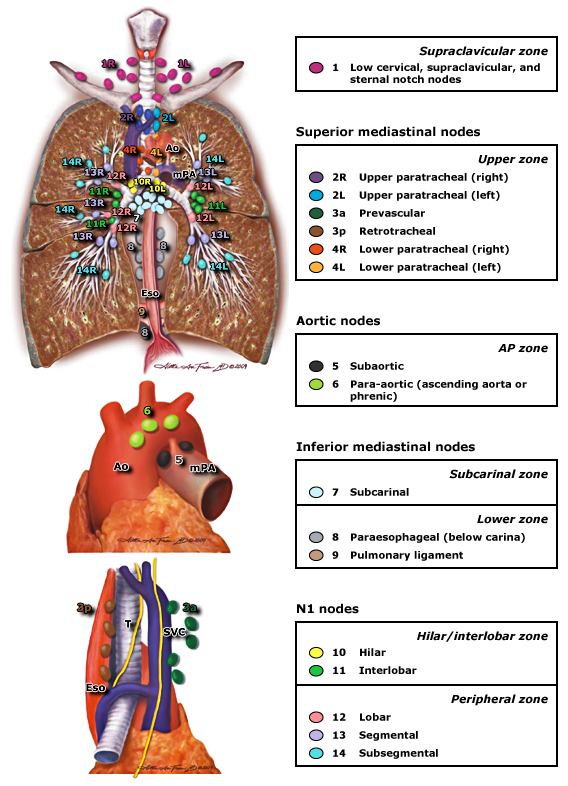 1R
1L
2R
2L
4R
4L
Ao
mPA
14R
14L
13R
13L
12R
12L
10R
10L
11R
11L
13R
14R
12R
12L
11R
12R
7
13R
13L
8
8
14R
14L
Eso
9
8
©2009
6
Ao
5
mPA
3p
3a
T
SVC
Eso
Supraclavicular zone
1 Low cervical, supraclavicular, and
sternal notch nodes
Superior mediastinal nodes
Upper zone
2R Upper paratracheal (right)
2L Upper paratracheal (left)
3a Prevascular
3p Retrotracheal
4R Lower paratracheal (right)
4L Lower paratracheal (left)
Aortic nodes
AP zone
5 Subaortic
6 Para-aortic (ascending aorta or
phrenic)
Inferior mediastinal nodes
Subcarinal zone
7 Subcarinal
Lower zone
8 Paraesophageal (below carina)
9 Pulmonary ligament
N1 nodes
Hilar/interlobar zone
10 Hilar
11 Interlobar
Peripheral zone
12 Lobar
13 Segmental
14 Subsegmental